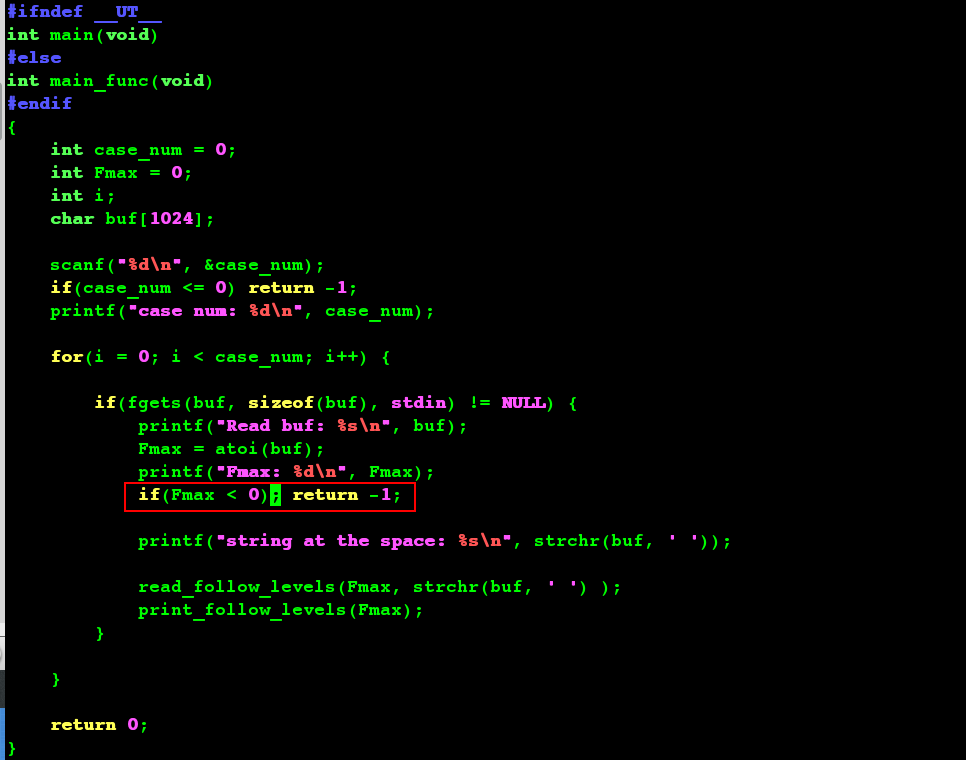 #ifndef __UT__
int main(void)
#else
int main_func(void)
#endif
{
    int case_num = 0;
    int Fmax = 0;
    int i;
    char buf[1024];

    scanf("%d\n", &case_num);
    if(case_num <= 0) return -1;
    printf("case num: %d\n", case_num);

    for(i = 0; i < case_num; i++) {

        if(fgets(buf, sizeof(buf), stdin) != NULL) {
            printf("Read buf: %s\n", buf);
            Fmax = atoi(buf);
            printf("Fmax: %d\n", Fmax);
            if(Fmax < 0); return -1;

            printf("string at the space: %s\n", strchr(buf, ' '));

            read_follow_levels(Fmax, strchr(buf, ' ') );
            print_follow_levels(Fmax);
        }

    }

    return 0;
}